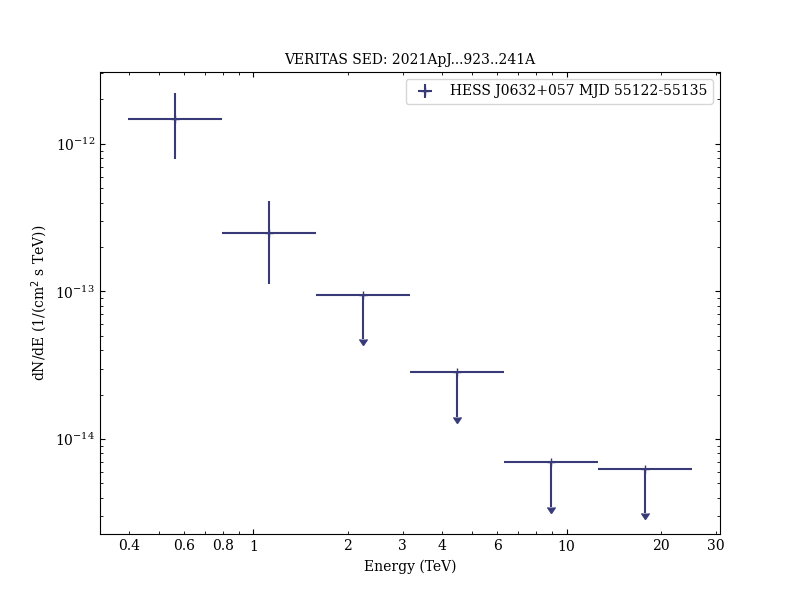 VERITAS SED: 2021ApJ...923..241A
HESS J0632+057 MJD 55122-55135
dN/dE (1/(cm² s TeV))
10⁻¹²
10⁻¹³
10⁻¹⁴
0.4 0.6 0.8 1 2 3 4 6 10 20 30
Energy (TeV)